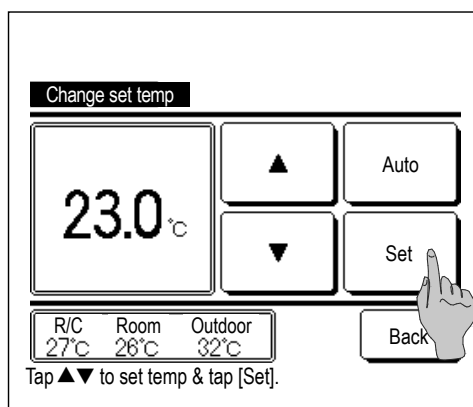 Change set temp
23.0°C
▲
Auto
▼
Set
R/C Room Outdoor
27°C 26°C 32°C
Back
Tap ▲▼ to set temp & tap [Set].